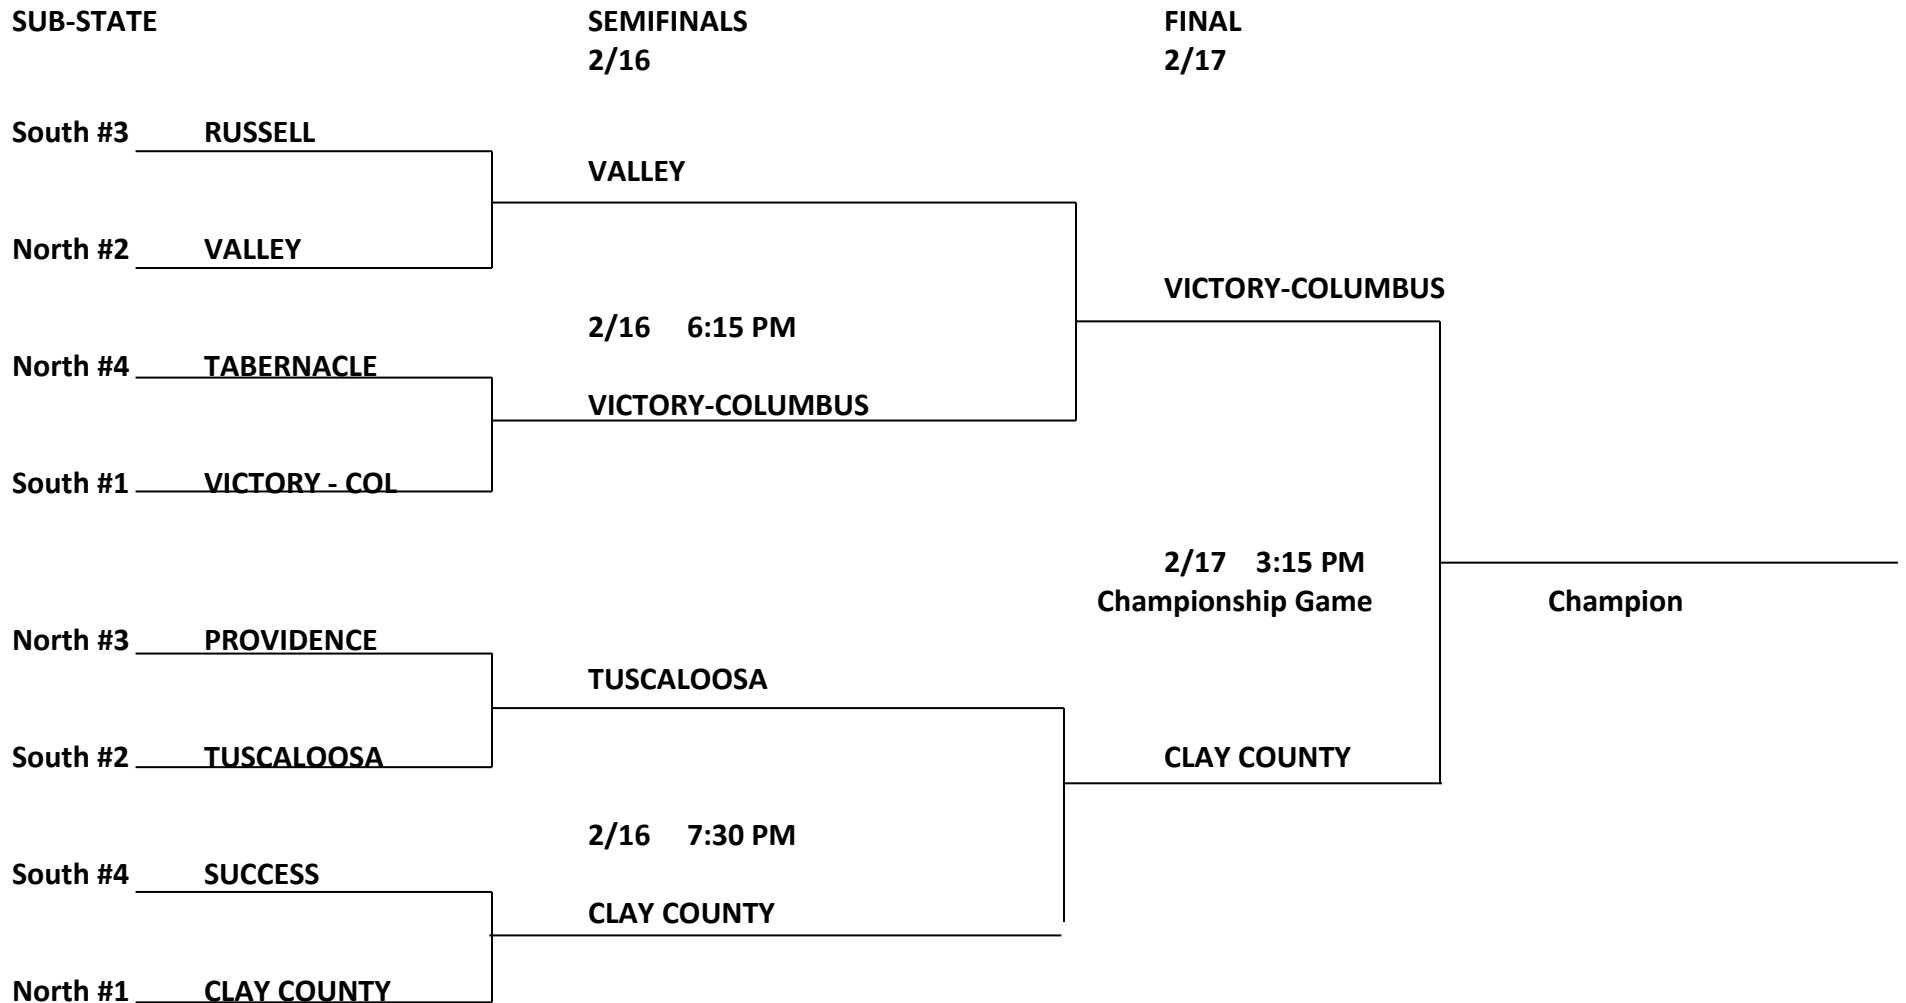 SUB-STATE SEMIFINALS FINAL
2/16 2/17
South #3 RUSSELL
VALLEY
North #2 VALLEY
VICTORY-COLUMBUS
2/16 6:15 PM
North #4 TABERNACLE
VICTORY-COLUMBUS
South #1 VICTORY - COL
2/17 3:15 PM
Championship Game Champion
North #3 PROVIDENCE
TUSCALOOSA
South #2 TUSCALOOSA CLAY COUNTY
2/16 7:30 PM
South #4 SUCCESS
CLAY COUNTY
North #1 CLAY COUNTY